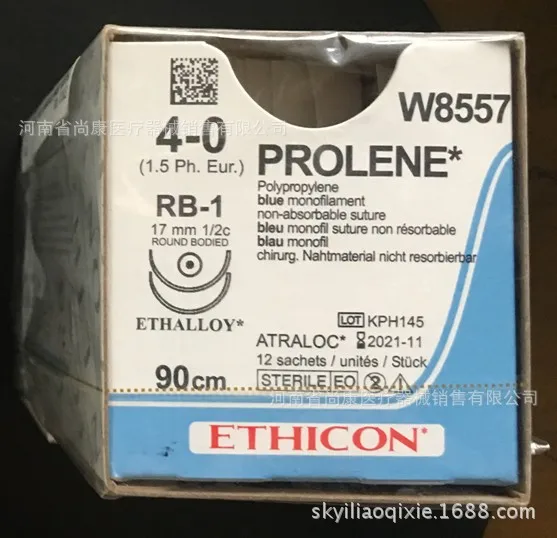 W8557
4-0
(1.5 Ph. Eur.)
PROLENE*
Polypropylene
blue monofilament
non-absorbable suture
bleu monofil suture non résorbable
blau monofil
chirurg. Nahtmaterial nicht resorbierbar
RB-1
17 mm 1/2c
ROUND BODIED
ETHALLOY*
90cm
LOT KPH145
ATRALOC* 2021-11
12 sachets / unités / Stück
STERILE EO 2
ETHICON*
河南省尚康医疗器械销售有限公司
河南省尚康医疗器械销售有限公司
skyiliaoqixie.1688.com